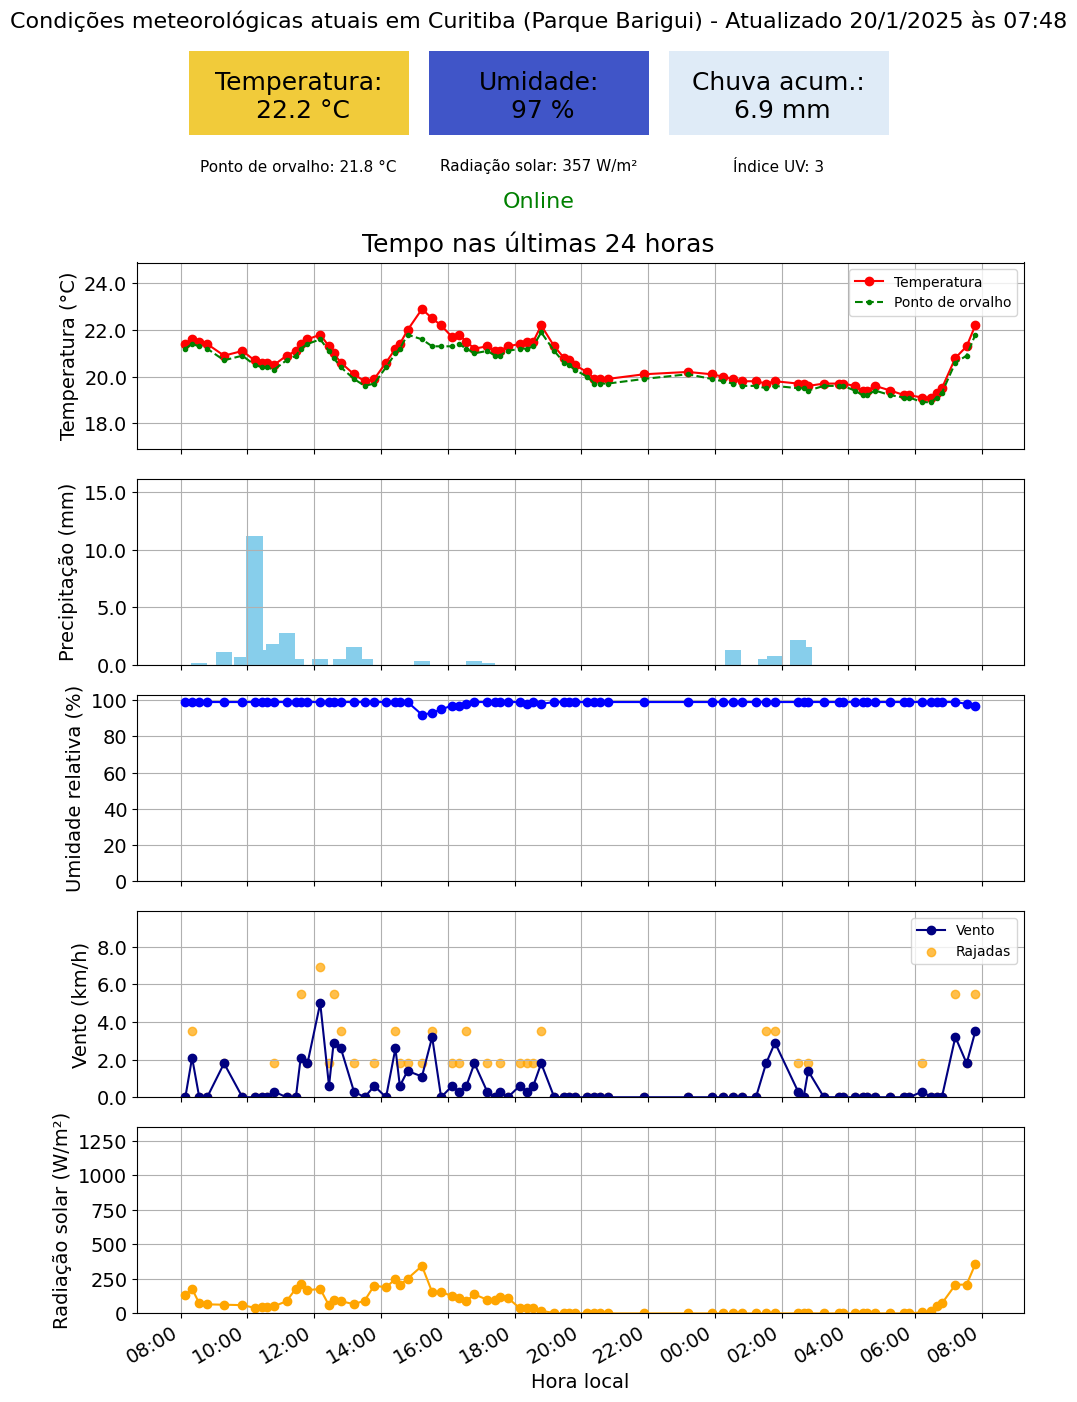 Condições meteorológicas atuais em Curitiba (Parque Barigui) - Atualizado 20/1/2025 às 07:48
Temperatura:
22.2 °C
Umidade:
97 %
Chuva acum.:
6.9 mm
Ponto de orvalho: 21.8 °C
Radiação solar: 357 W/m²
Índice UV: 3
Online
Tempo nas últimas 24 horas
Temperatura (°C)
24.0
22.0
20.0
18.0
Temperatura
Ponto de orvalho
Precipitação (mm)
15.0
10.0
5.0
0.0
Umidade relativa (%)
100
80
60
40
20
0
Vento (km/h)
8.0
6.0
4.0
2.0
0.0
Vento
Rajadas
Radiação solar (W/m²)
1250
1000
750
500
250
0
08:00
10:00
12:00
14:00
16:00
18:00
20:00
22:00
00:00
02:00
04:00
06:00
08:00
Hora local